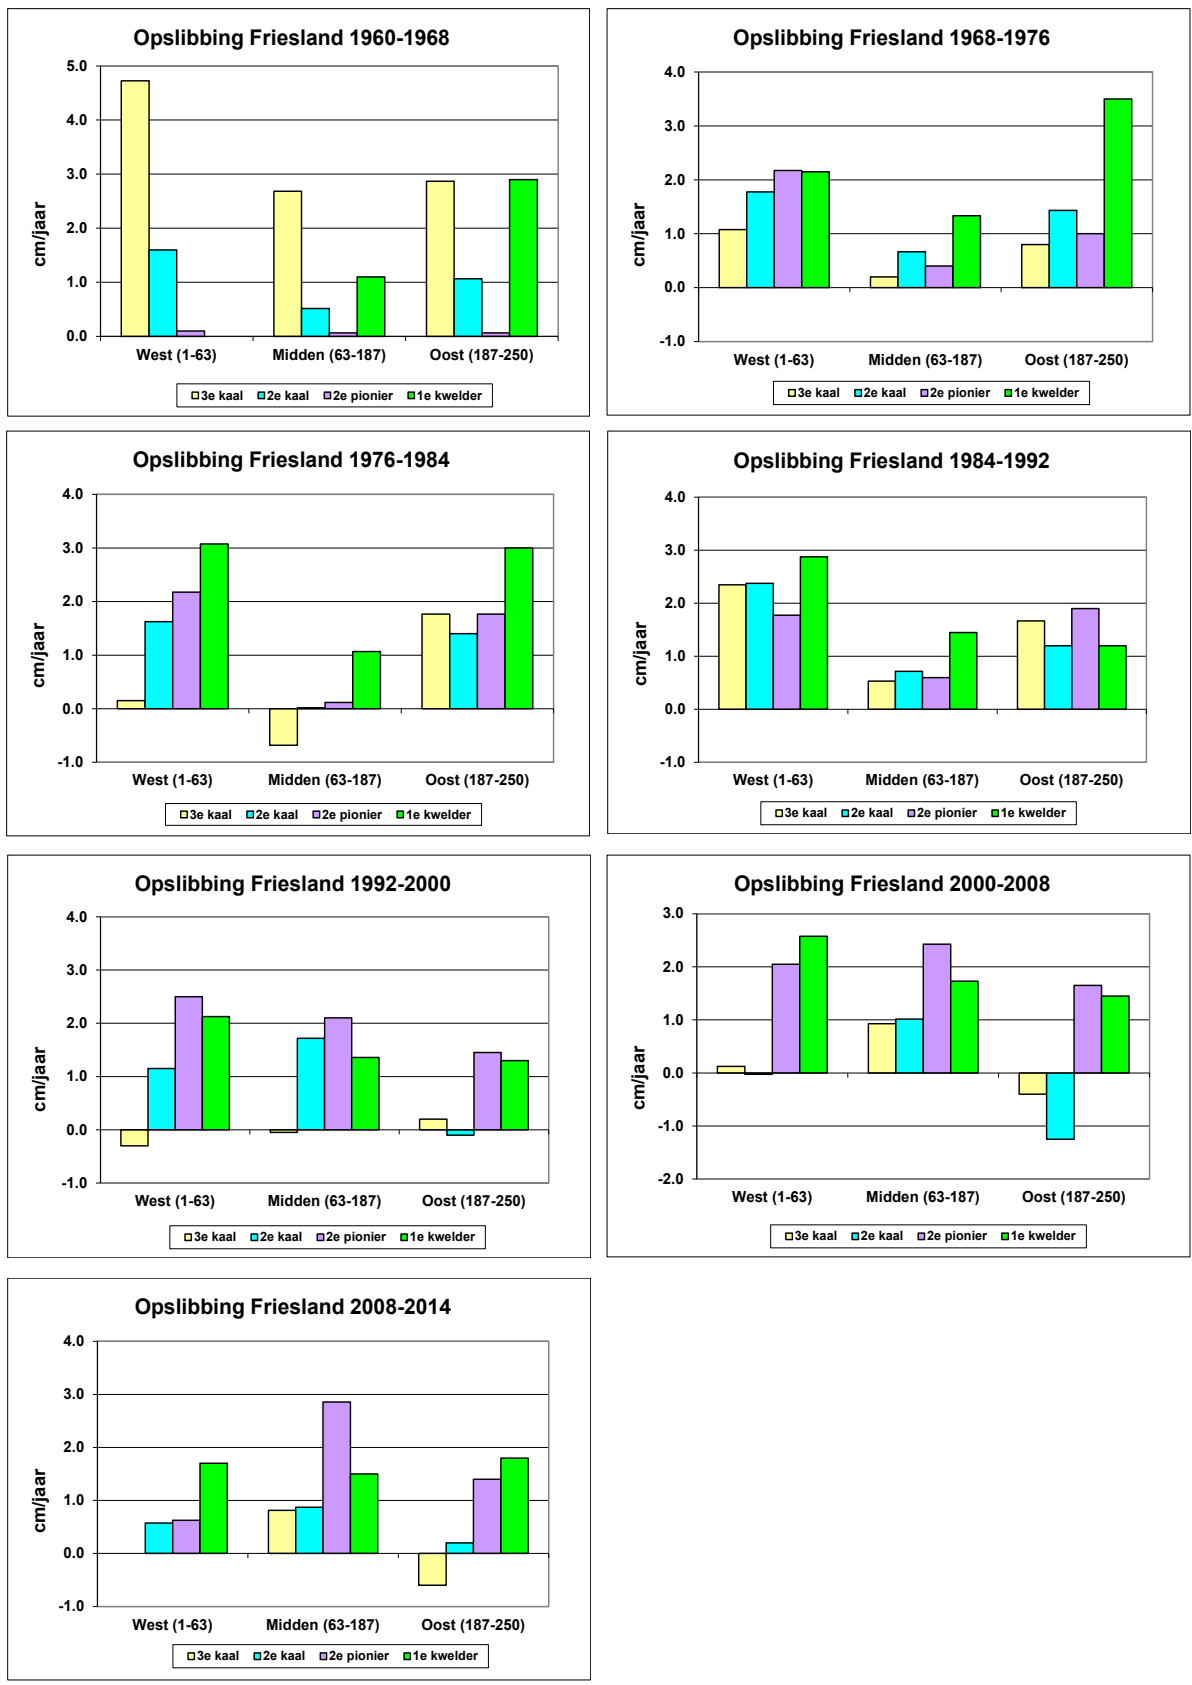 Opslibbing Friesland 1960-1968
5.0
4.0
3.0
2.0
1.0
0.0
cm/jaar
West (1-63) Midden (63-187) Oost (187-250)
3e kaal 2e kaal 2e pionier 1e kwelder
Opslibbing Friesland 1968-1976
4.0
3.0
2.0
1.0
0.0
-1.0
cm/jaar
West (1-63) Midden (63-187) Oost (187-250)
3e kaal 2e kaal 2e pionier 1e kwelder
Opslibbing Friesland 1976-1984
4.0
3.0
2.0
1.0
0.0
-1.0
cm/jaar
West (1-63) Midden (63-187) Oost (187-250)
3e kaal 2e kaal 2e pionier 1e kwelder
Opslibbing Friesland 1984-1992
4.0
3.0
2.0
1.0
0.0
-1.0
cm/jaar
West (1-63) Midden (63-187) Oost (187-250)
3e kaal 2e kaal 2e pionier 1e kwelder
Opslibbing Friesland 1992-2000
4.0
3.0
2.0
1.0
0.0
-1.0
cm/jaar
West (1-63) Midden (63-187) Oost (187-250)
3e kaal 2e kaal 2e pionier 1e kwelder
Opslibbing Friesland 2000-2008
3.0
2.0
1.0
0.0
-1.0
-2.0
cm/jaar
West (1-63) Midden (63-187) Oost (187-250)
3e kaal 2e kaal 2e pionier 1e kwelder
Opslibbing Friesland 2008-2014
4.0
3.0
2.0
1.0
0.0
-1.0
cm/jaar
West (1-63) Midden (63-187) Oost (187-250)
3e kaal 2e kaal 2e pionier 1e kwelder